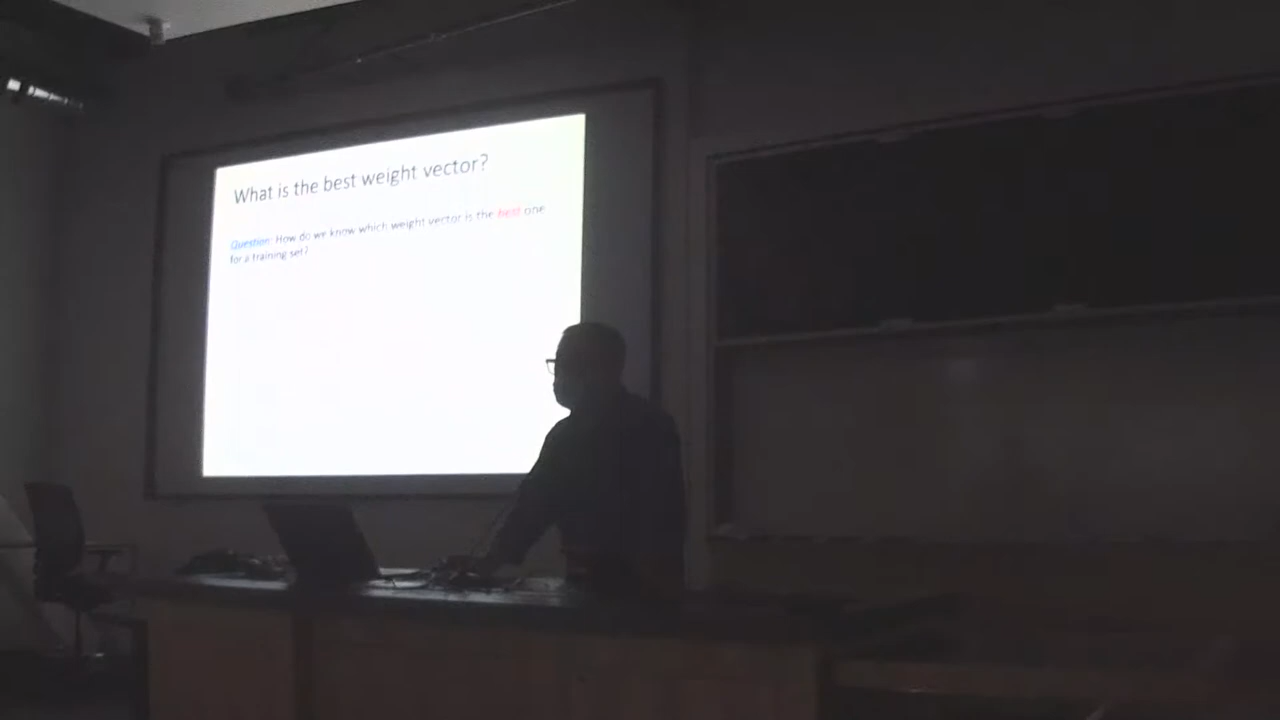 What is the best weight vector?
Question: How do we know which weight vector is the best one
for a training set?